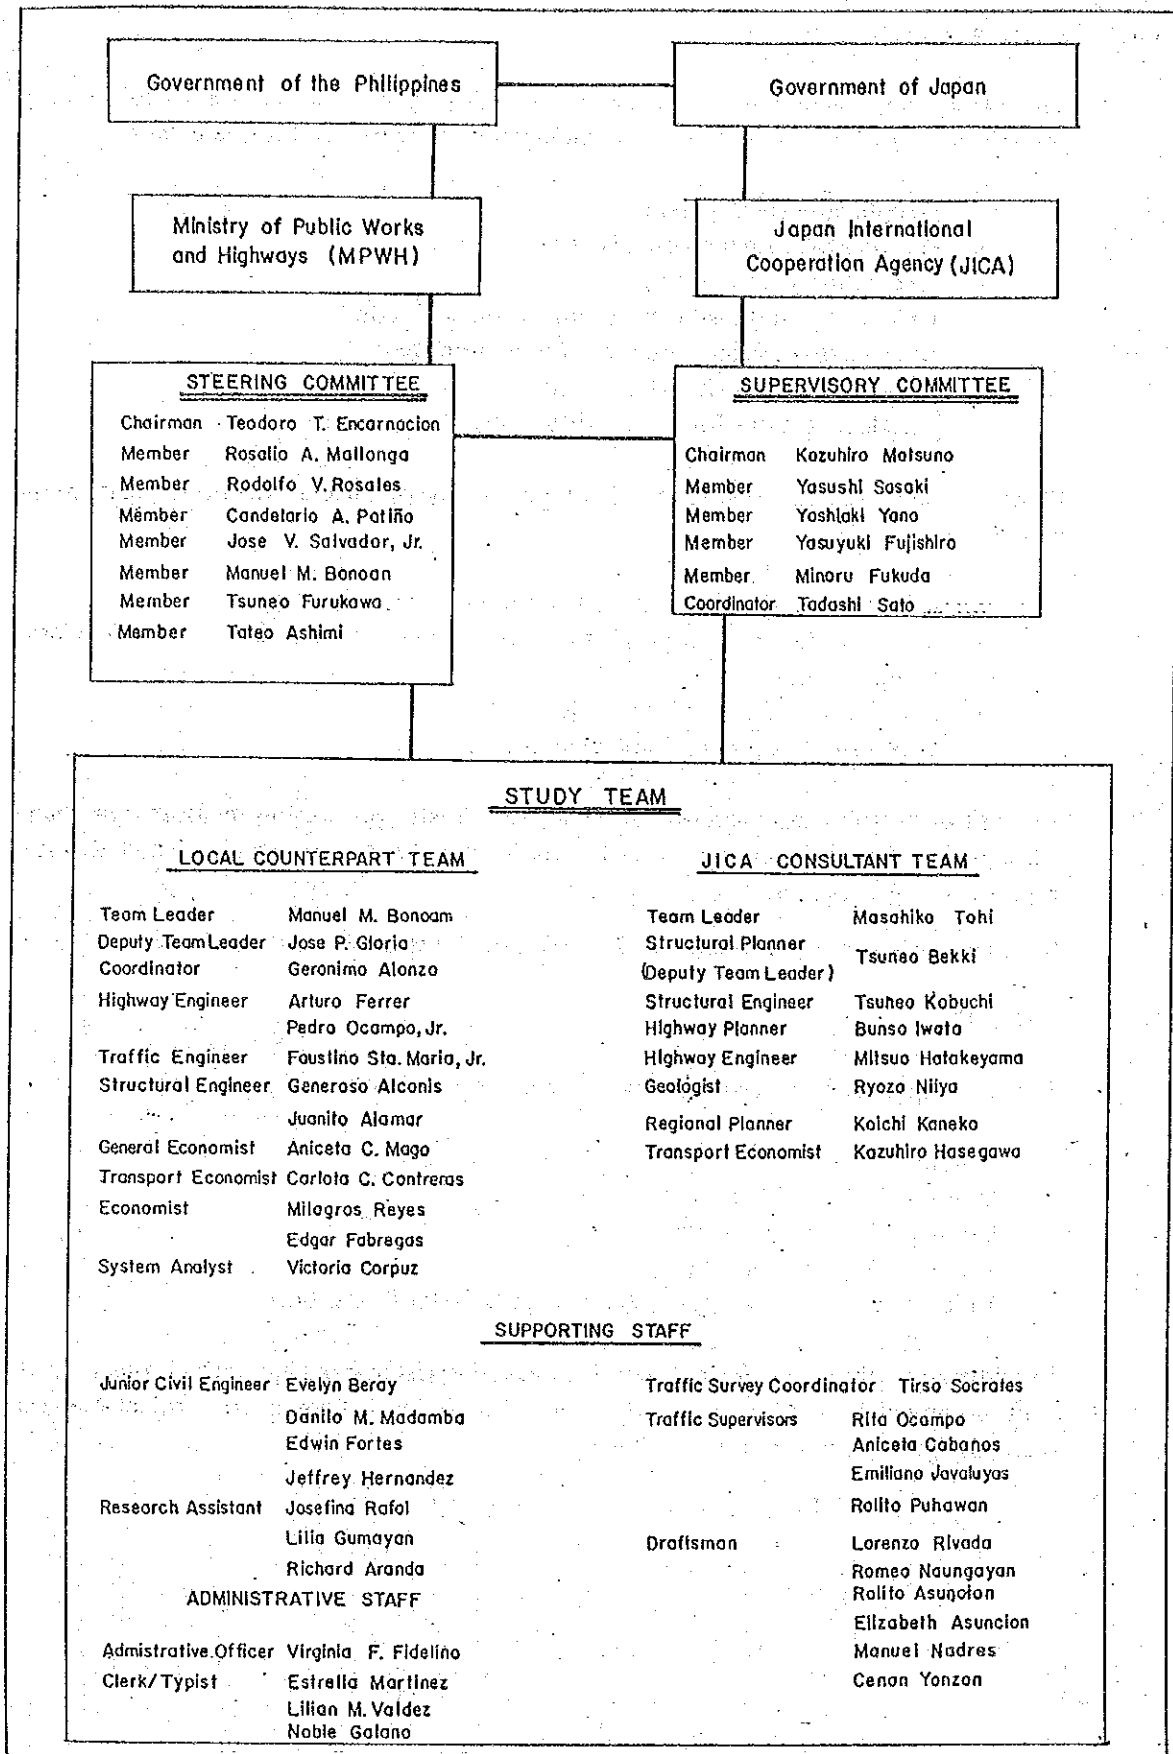 Government of the Philippines
Government of Japan
Ministry of Public Works
and Highways (MPWH)
Japan International
Cooperation Agency (JICA)
STEERING COMMITTEE
Chairman Teodoro T. Encarnacion
Member Rosalio A. Mallonga
Member Rodolfo V. Rosales
Member Candelario A. Patiño
Member Jose V. Salvador, Jr.
Member Manuel M. Bonoan
Member Tsuneo Furukawa
Member Tateo Ashimi
SUPERVISORY COMMITTEE
Chairman Kazuhiro Matsuno
Member Yasushi Sasaki
Member Yoshiaki Yano
Member Yasuyuki Fujishiro
Member Minoru Fukuda
Coordinator Tadashi Sato
STUDY TEAM
LOCAL COUNTERPART TEAM
Team Leader Manuel M. Bonoam
Deputy Team Leader Jose P. Gloria
Coordinator Geronimo Alonzo
Highway Engineer Arturo Ferrer
Pedro Ocampo, Jr.
Traffic Engineer Faustino Sta. Maria, Jr.
Structural Engineer Generoso Alconis
Juanito Alamar
General Economist Aniceta C. Mago
Transport Economist Carlota C. Contreras
Economist Milagros Reyes
Edgar Fabregas
System Analyst Victoria Corpuz
JICA CONSULTANT TEAM
Team Leader Masahiko Tohi
Structural Planner
(Deputy Team Leader) Tsuneo Bekki
Structural Engineer Tsuneo Kobuchi
Highway Planner Bunso Iwata
Highway Engineer Mitsuo Hatakeyama
Geologist Ryozo Niiya
Regional Planner Koichi Kaneko
Transport Economist Kazuhiro Hasegawa
SUPPORTING STAFF
Junior Civil Engineer Evelyn Beray
Danilo M. Madamba
Edwin Fortes
Jeffrey Hernandez
Research Assistant Josefina Rafal
Lilia Gumayan
Richard Aranda
ADMINISTRATIVE STAFF
Admistrative Officer Virginia F. Fidelino
Clerk/Typist Estrella Martinez
Lilian M. Valdez
Noble Galano
Traffic Survey Coordinator Tirso Socrates
Traffic Supervisors Rita Ocampo
Aniceta Cabanos
Emiliano Javaluyas
Rolito Puhawan
Draftsman Lorenzo Rivada
Romeo Naungayan
Rolito Asuncion
Elizabeth Asuncion
Manuel Nadres
Cenon Yonzon